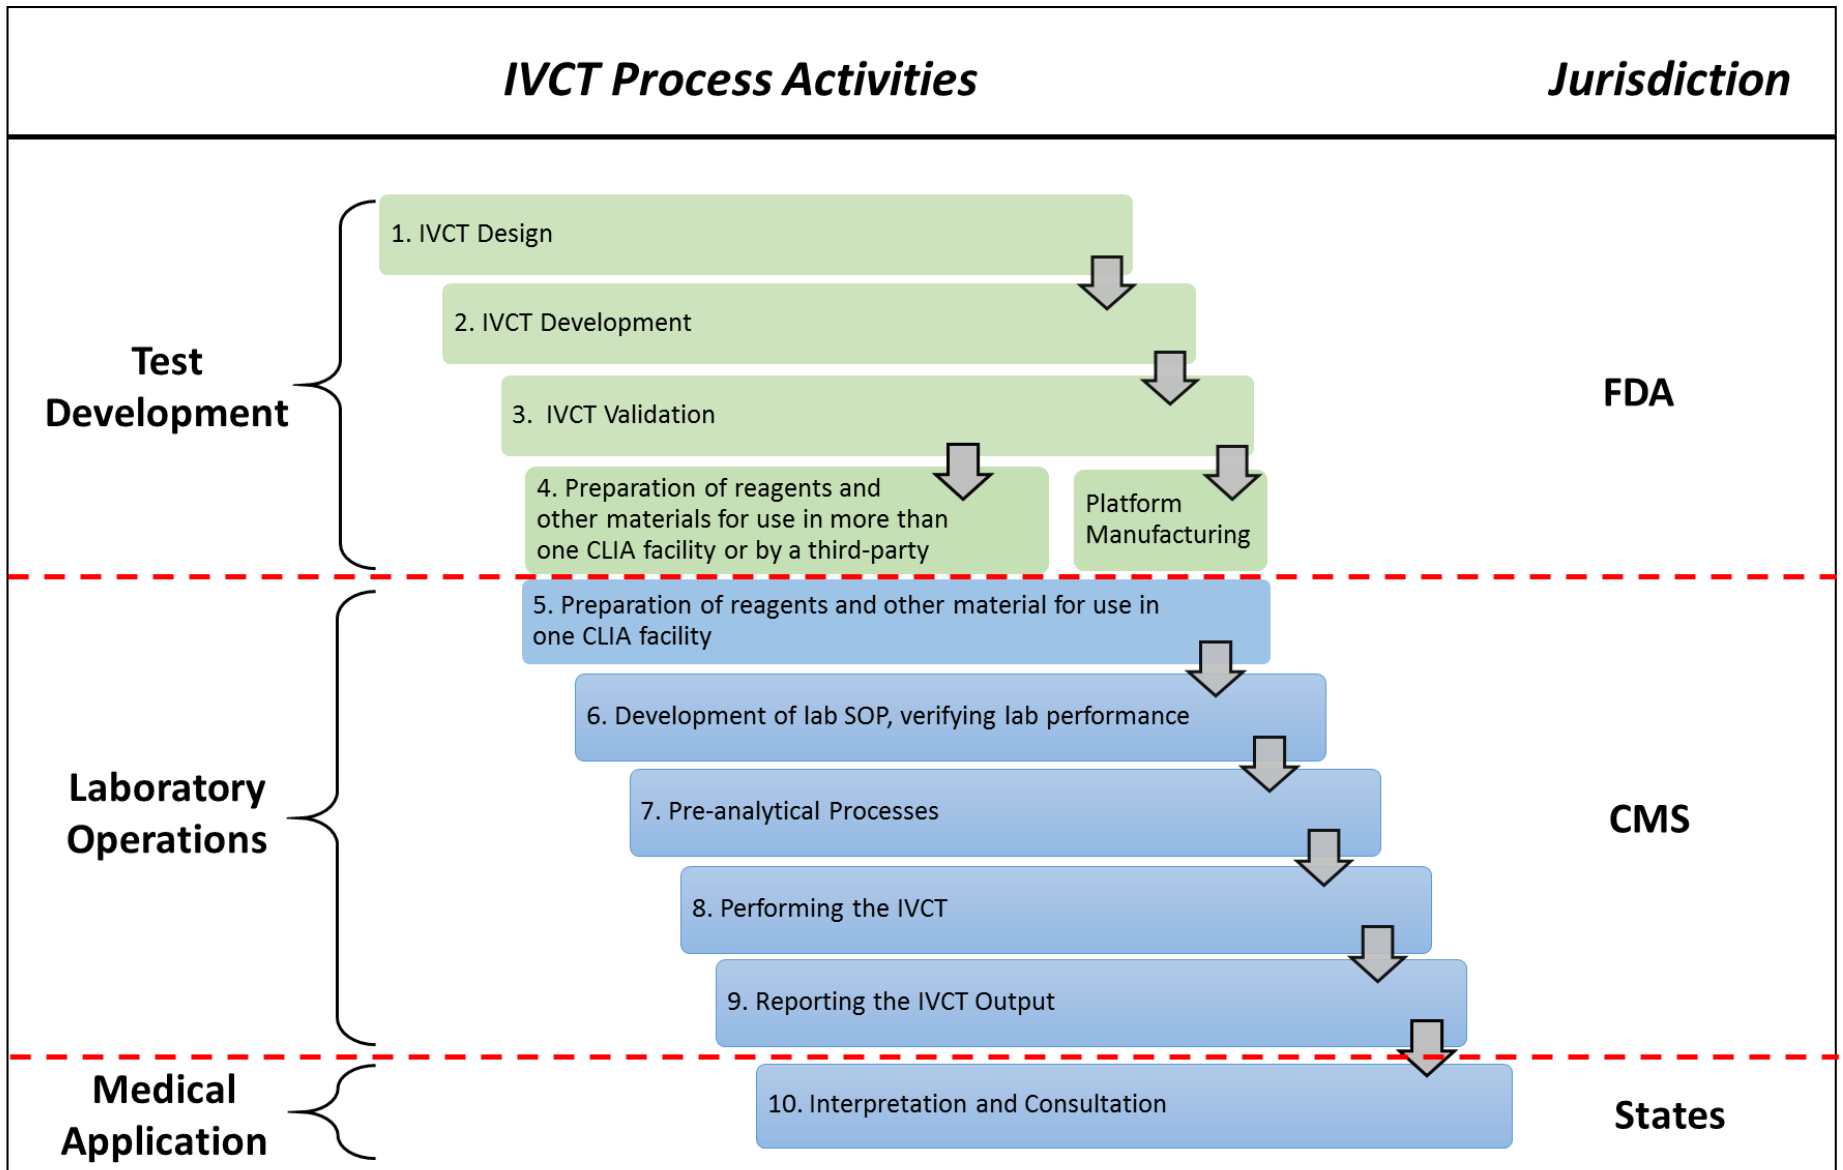 IVCT Process Activities
Jurisdiction
Test
Development
1. IVCT Design
2. IVCT Development
3.  IVCT Validation
4. Preparation of reagents and
other materials for use in more than
one CLIA facility or by a third-party
Platform
Manufacturing
FDA
Laboratory
Operations
5. Preparation of reagents and other material for use in
one CLIA facility
6. Development of lab SOP, verifying lab performance
7. Pre-analytical Processes
8. Performing the IVCT
9. Reporting the IVCT Output
CMS
Medical
Application
10. Interpretation and Consultation
States